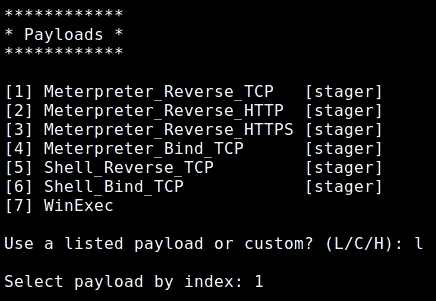 ************
* Payloads *
************
[1] Meterpreter_Reverse_TCP   [stager]
[2] Meterpreter_Reverse_HTTP  [stager]
[3] Meterpreter_Reverse_HTTPS [stager]
[4] Meterpreter_Bind_TCP      [stager]
[5] Shell_Reverse_TCP         [stager]
[6] Shell_Bind_TCP            [stager]
[7] WinExec
Use a listed payload or custom? (L/C/H): l
Select payload by index: 1